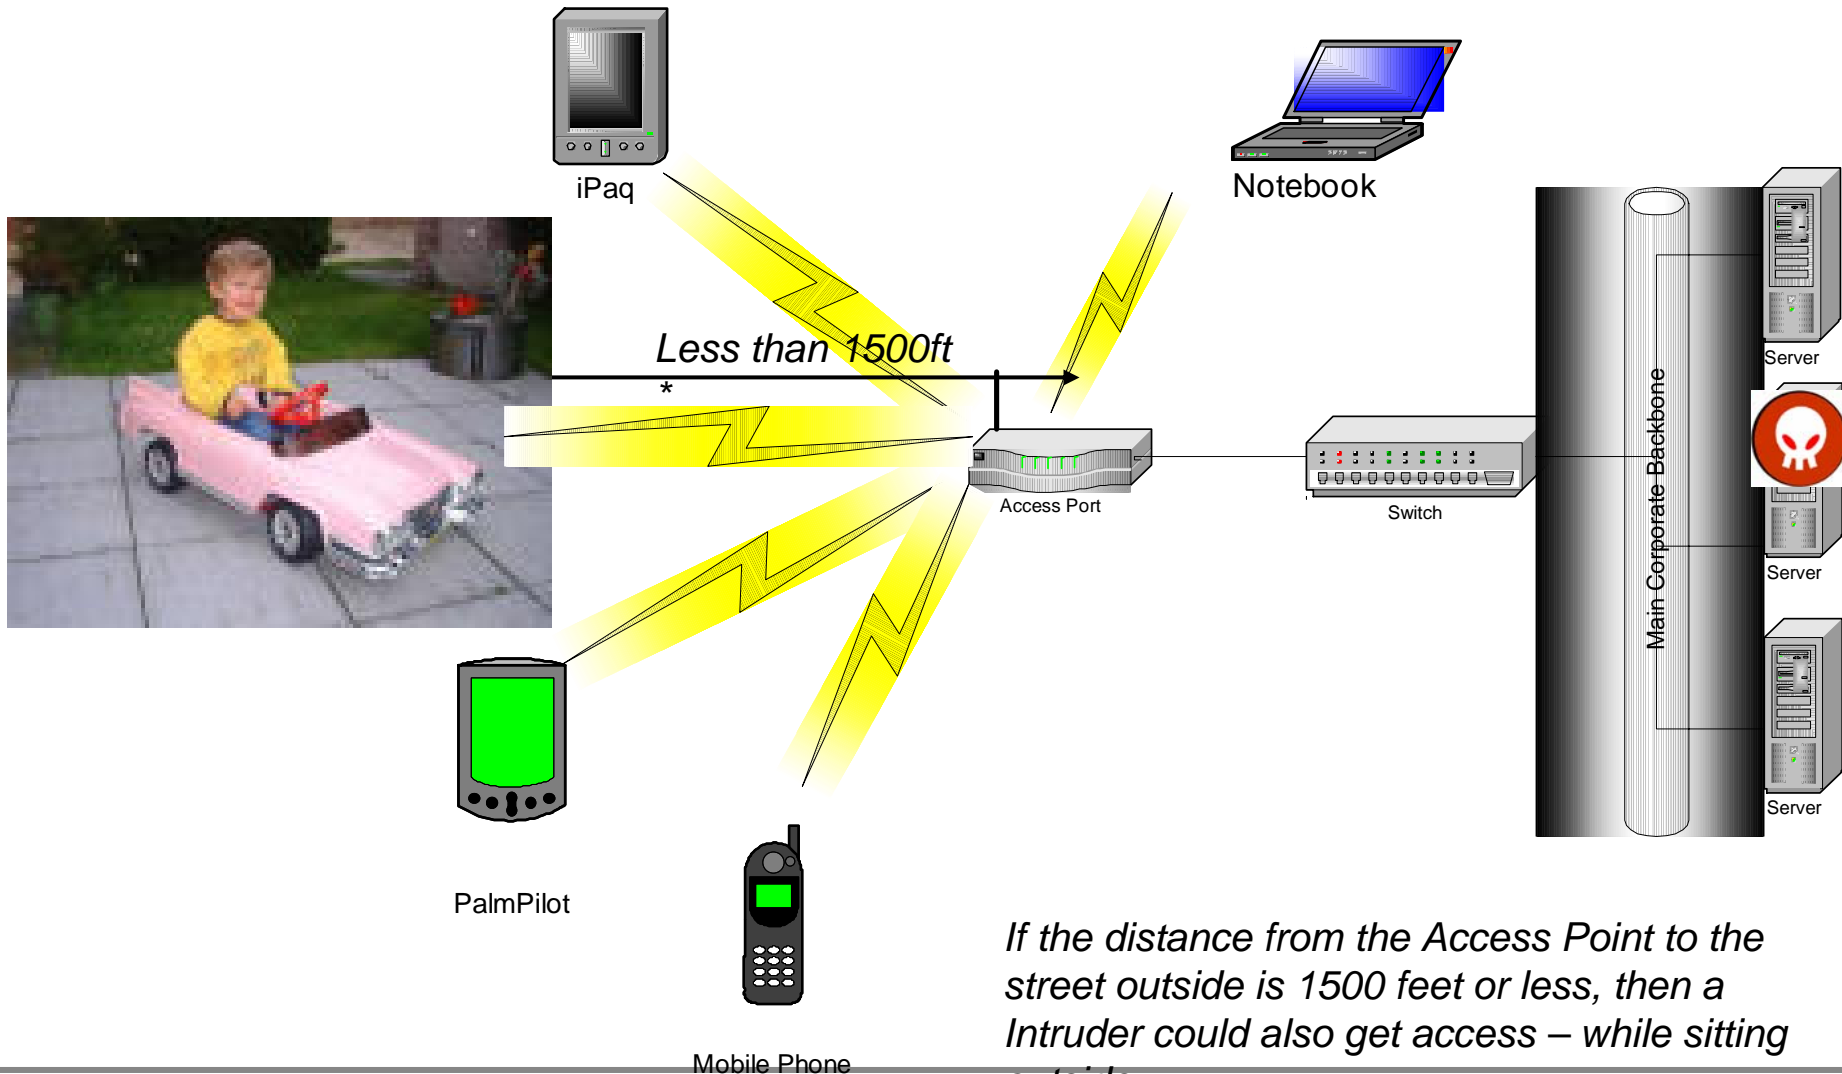 iPaq
Notebook
Less than 1500ft
*
Server
Main Corporate Backbone
Access Port
Switch
Server
Server
PalmPilot
Mobile Phone
If the distance from the Access Point to the
street outside is 1500 feet or less, then a
Intruder could also get access – while sitting